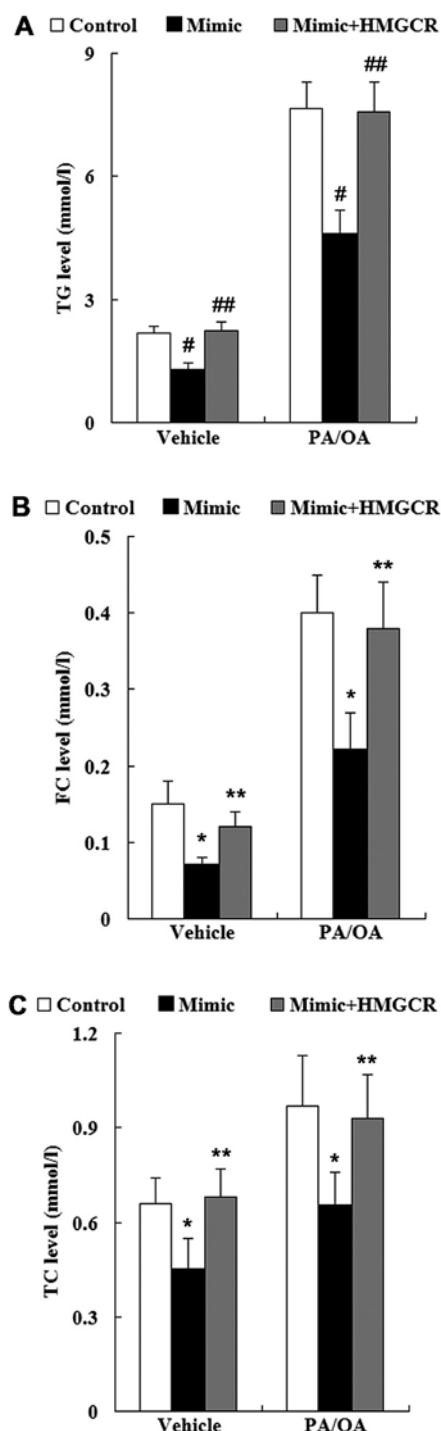 A Control Mimic Mimic+HMGCR
9
##
#
6
TG level (mmol/l)
3
# ##
0
Vehicle PA/OA
B Control Mimic Mimic+HMGCR
0.5
**
0.4
FC level (mmol/l)
0.3
*
0.2
* **
0.1
0
Vehicle PA/OA
C Control Mimic Mimic+HMGCR
1.2
**
0.9
TC level (mmol/l)
*
**
0.6
*
0.3
0
Vehicle PA/OA